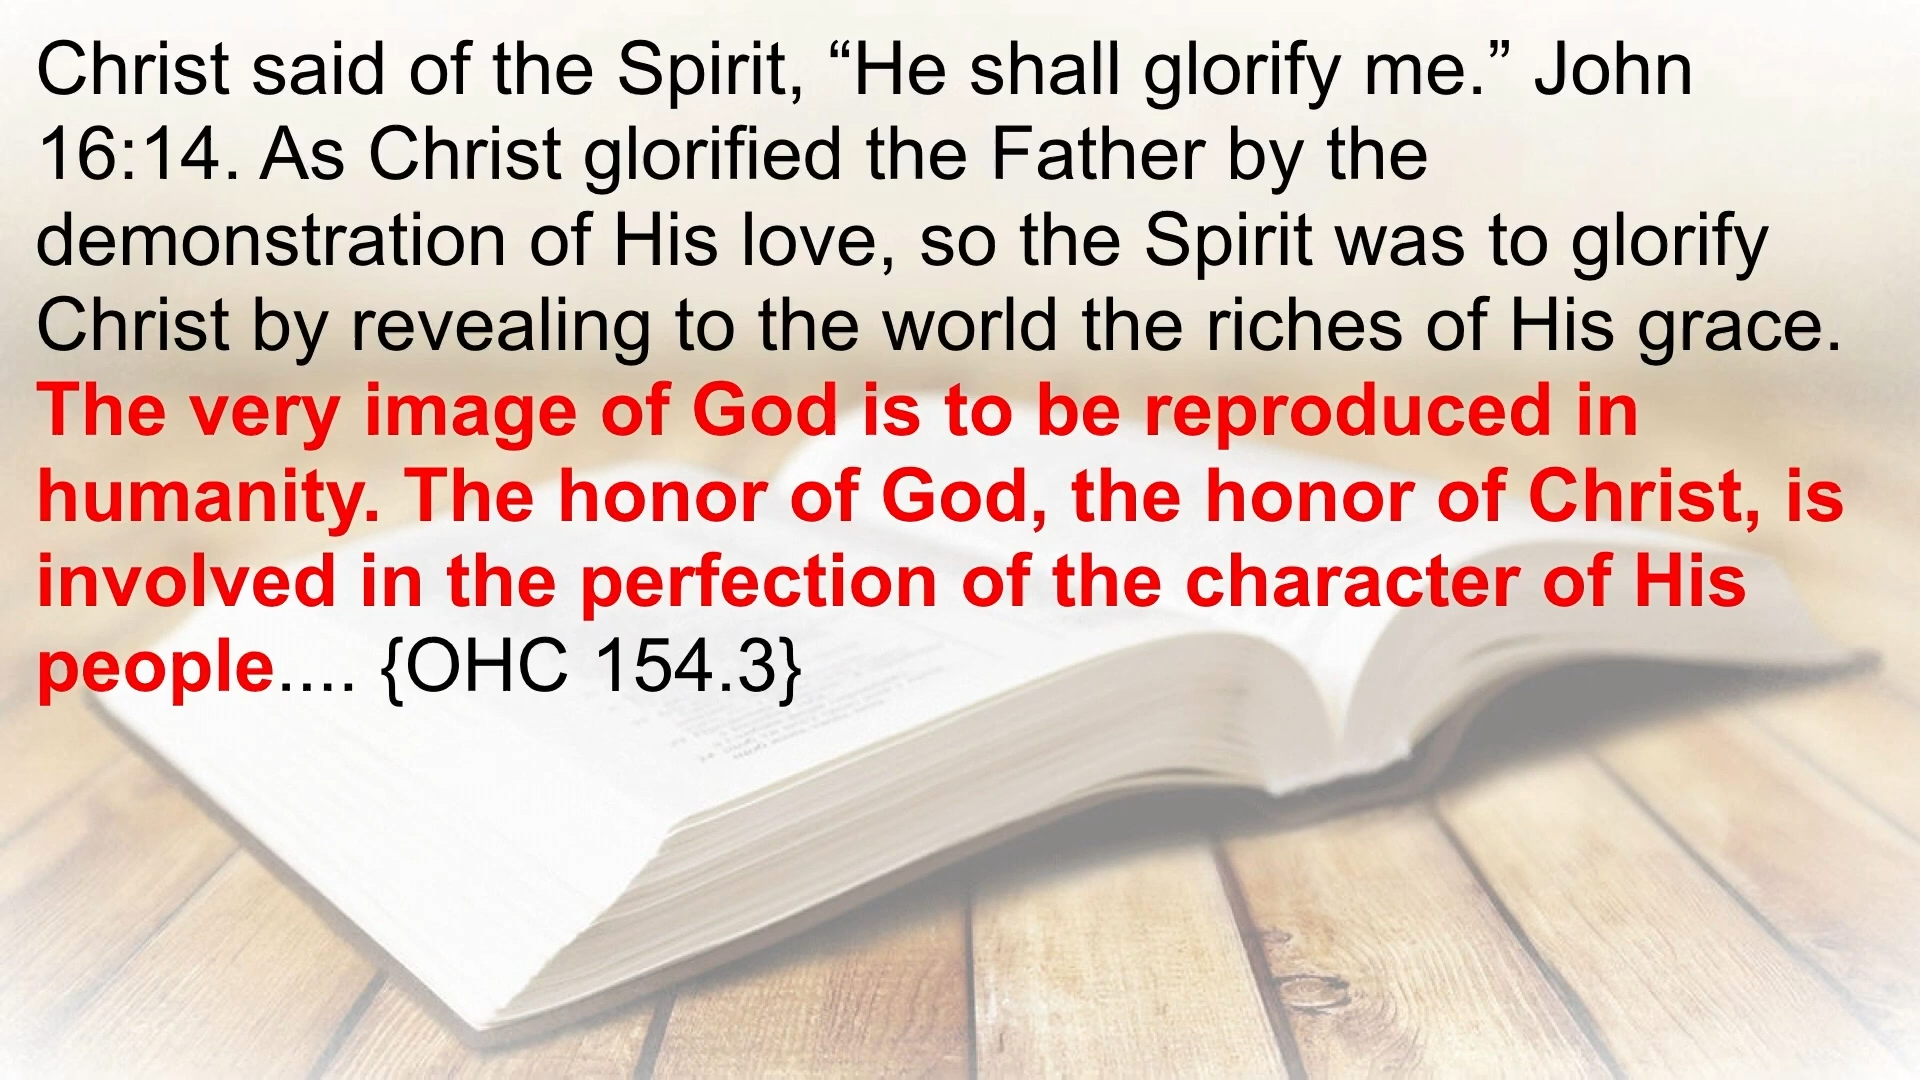 Christ said of the Spirit, “He shall glorify me.” John
16:14. As Christ glorified the Father by the
demonstration of His love, so the Spirit was to glorify
Christ by revealing to the world the riches of His grace.
The very image of God is to be reproduced in
humanity. The honor of God, the honor of Christ, is
involved in the perfection of the character of His
people.... {OHC 154.3}